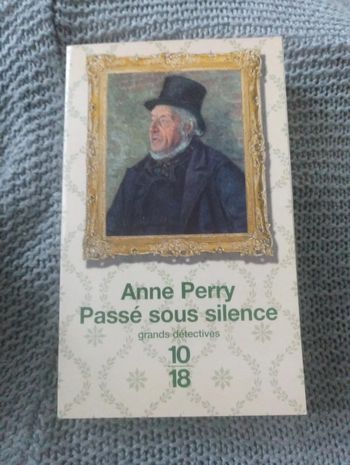 Anne Perry
Passé sous silence
grands détectives
10
18